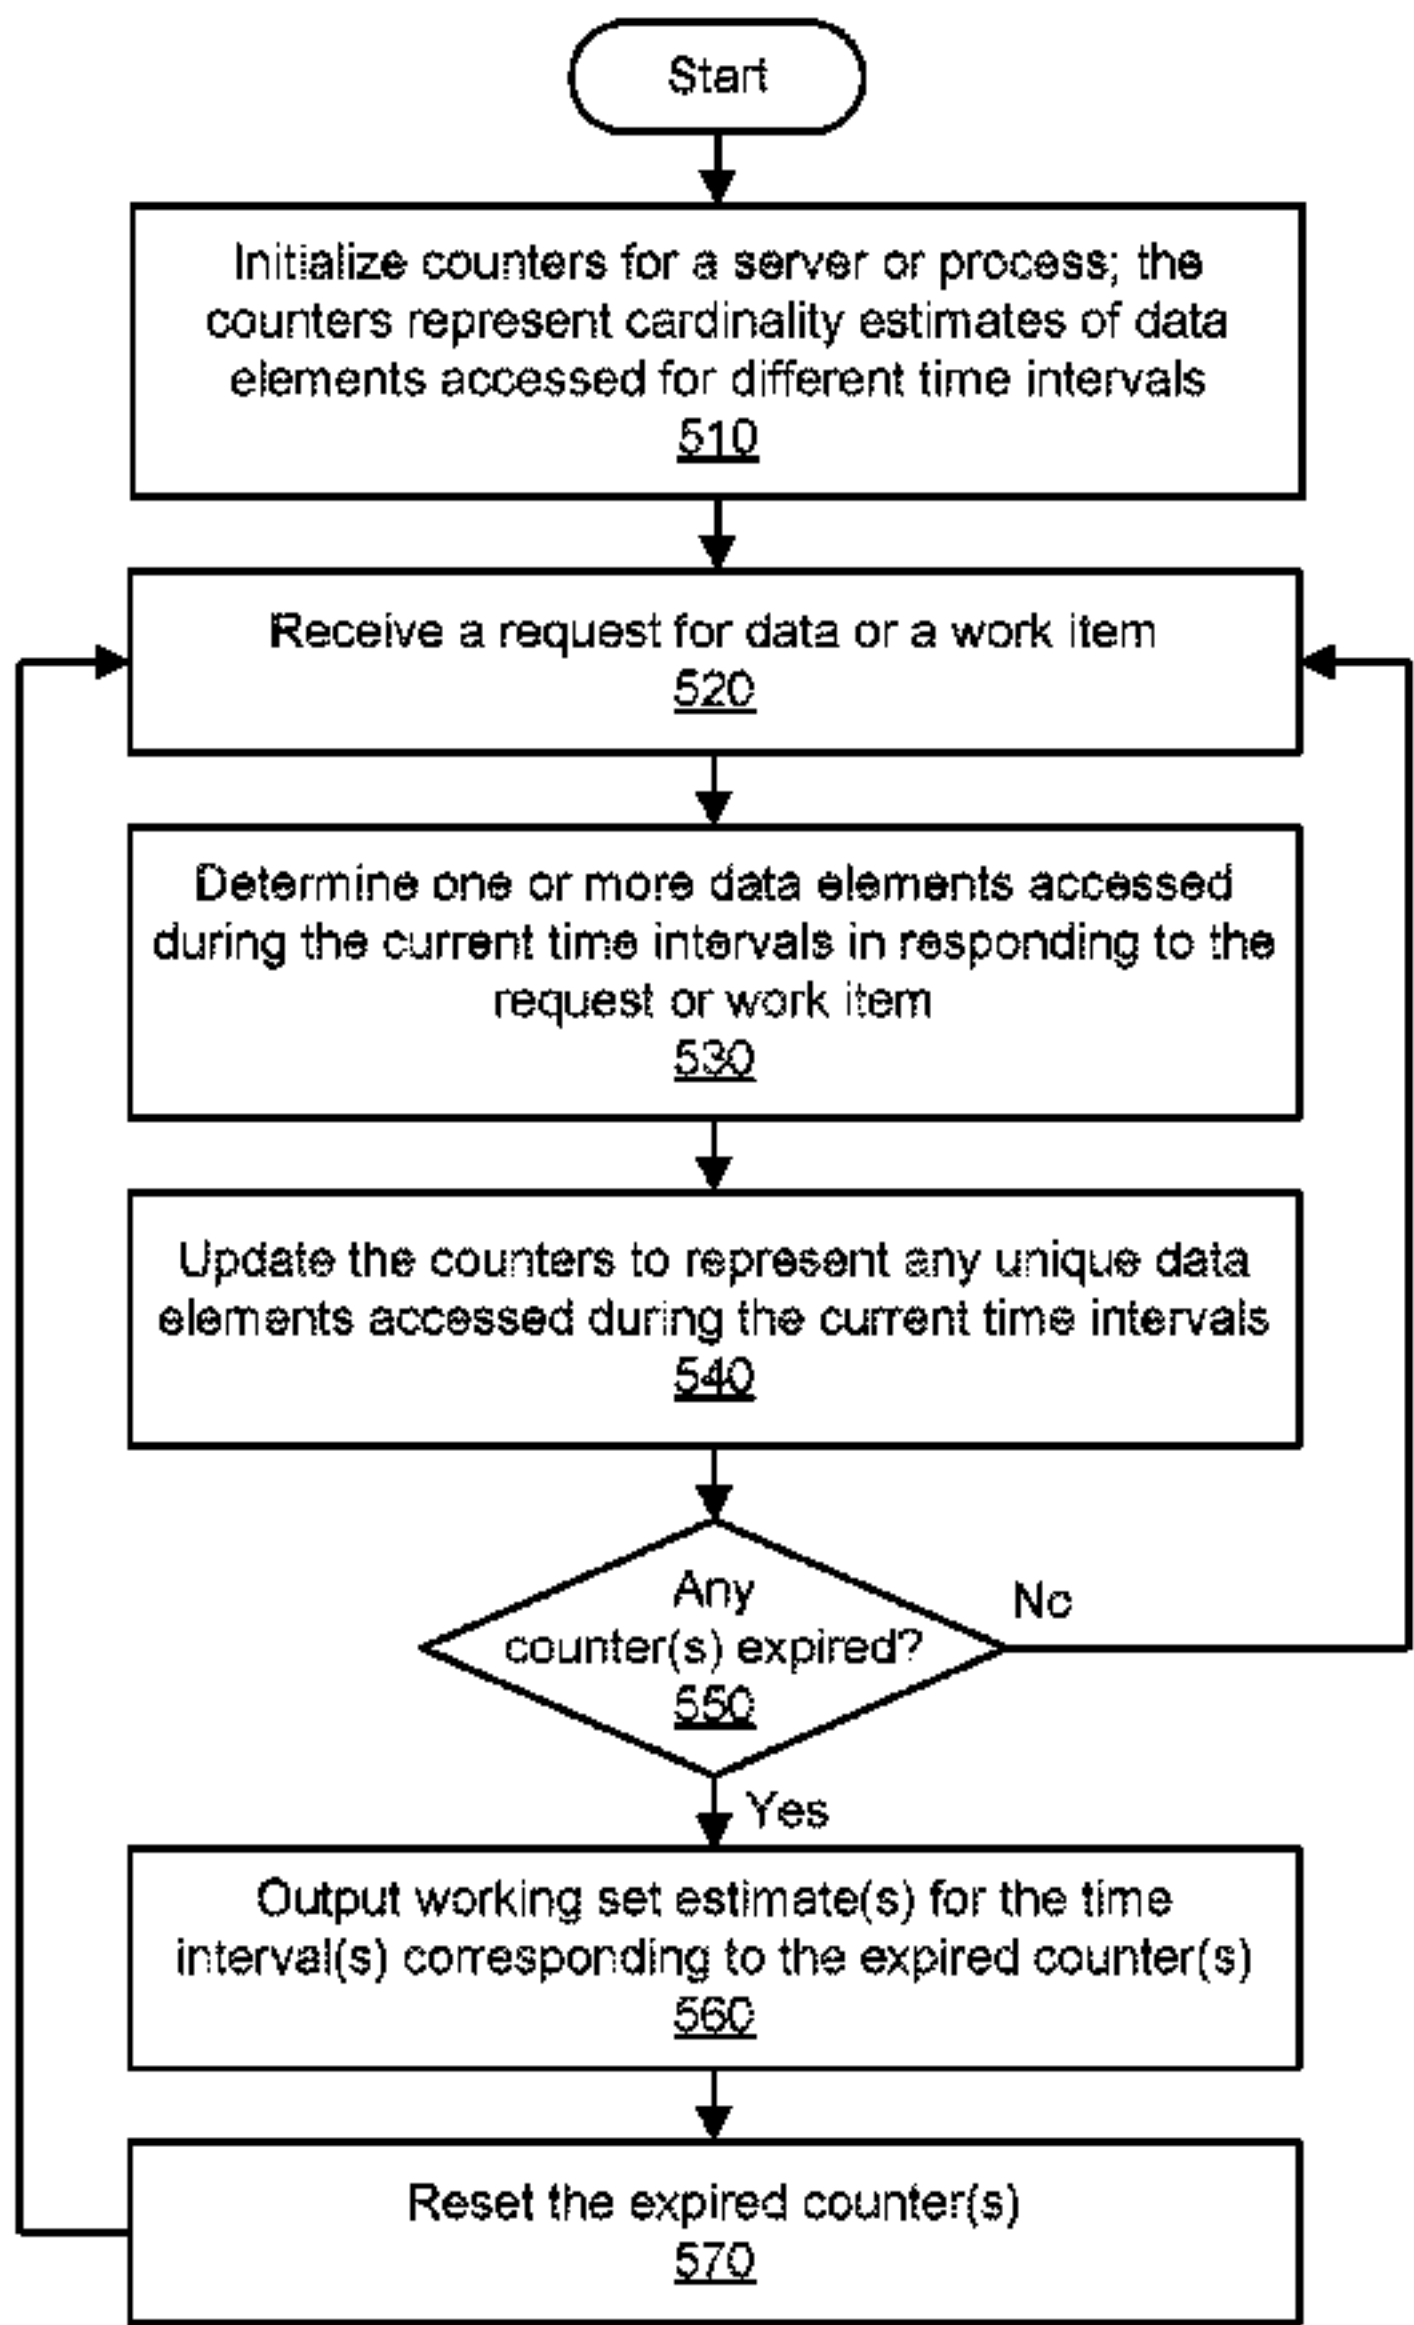 Start
Initialize counters for a server or process; the
counters represent cardinality estimates of data
elements accessed for different time intervals
510
Receive a request for data or a work item
520
Determine one or more data elements accessed
during the current time intervals in responding to the
request or work item
530
Update the counters to represent any unique data
elements accessed during the current time intervals
540
Any
counter(s) expired?
550
No
Yes
Output working set estimate(s) for the time
interval(s) corresponding to the expired counter(s)
560
Reset the expired counter(s)
570